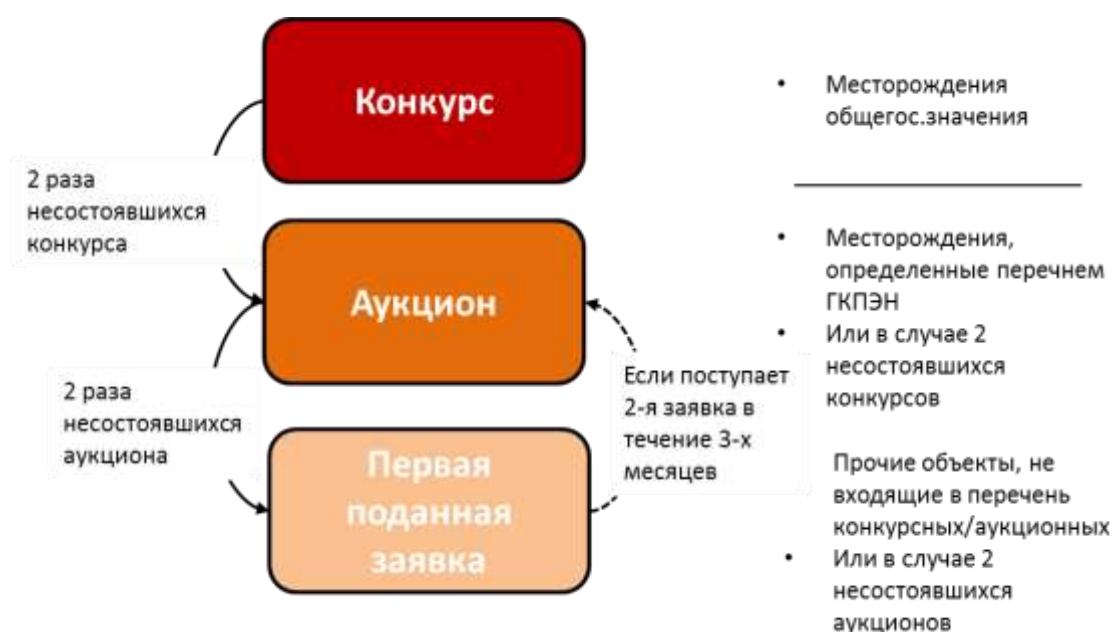 Конкурс
2 раза
несостоявшихся
конкурса
Аукцион
2 раза
несостоявшихся
аукциона
Первая
поданная
заявка
Если поступает
2-я заявка в
течение 3-х
месяцев
• Месторождения
общегос.значения
• Месторождения,
определенные перечнем
ГКПЭН
• Или в случае 2
несостоявшихся
конкурсов
Прочие объекты, не
входящие в перечень
конкурсных/аукционных
• Или в случае 2
несостоявшихся
аукционов